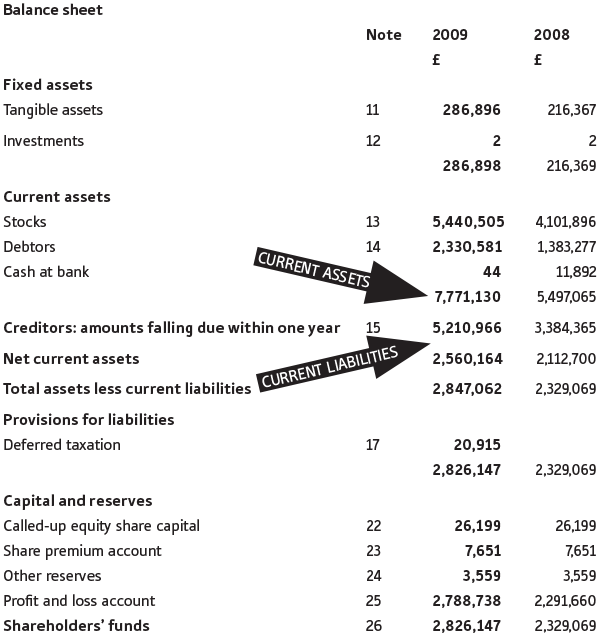 Balance sheet
Note 2009 2008
£ £
Fixed assets
Tangible assets 11 286,896 216,367
Investments 12 2 2
286,898 216,369
Current assets
Stocks 13 5,440,505 4,101,896
Debtors 14 2,330,581 1,383,277
Cash at bank 44 11,892
CURRENT ASSETS
7,771,130 5,497,065
Creditors: amounts falling due within one year 15 5,210,966 3,384,365
CURRENT LIABILITIES
Net current assets 2,560,164 2,112,700
Total assets less current liabilities 2,847,062 2,329,069
Provisions for liabilities
Deferred taxation 17 20,915
2,826,147 2,329,069
Capital and reserves
Called-up equity share capital 22 26,199 26,199
Share premium account 23 7,651 7,651
Other reserves 24 3,559 3,559
Profit and loss account 25 2,788,738 2,291,660
Shareholders’ funds 26 2,826,147 2,329,069